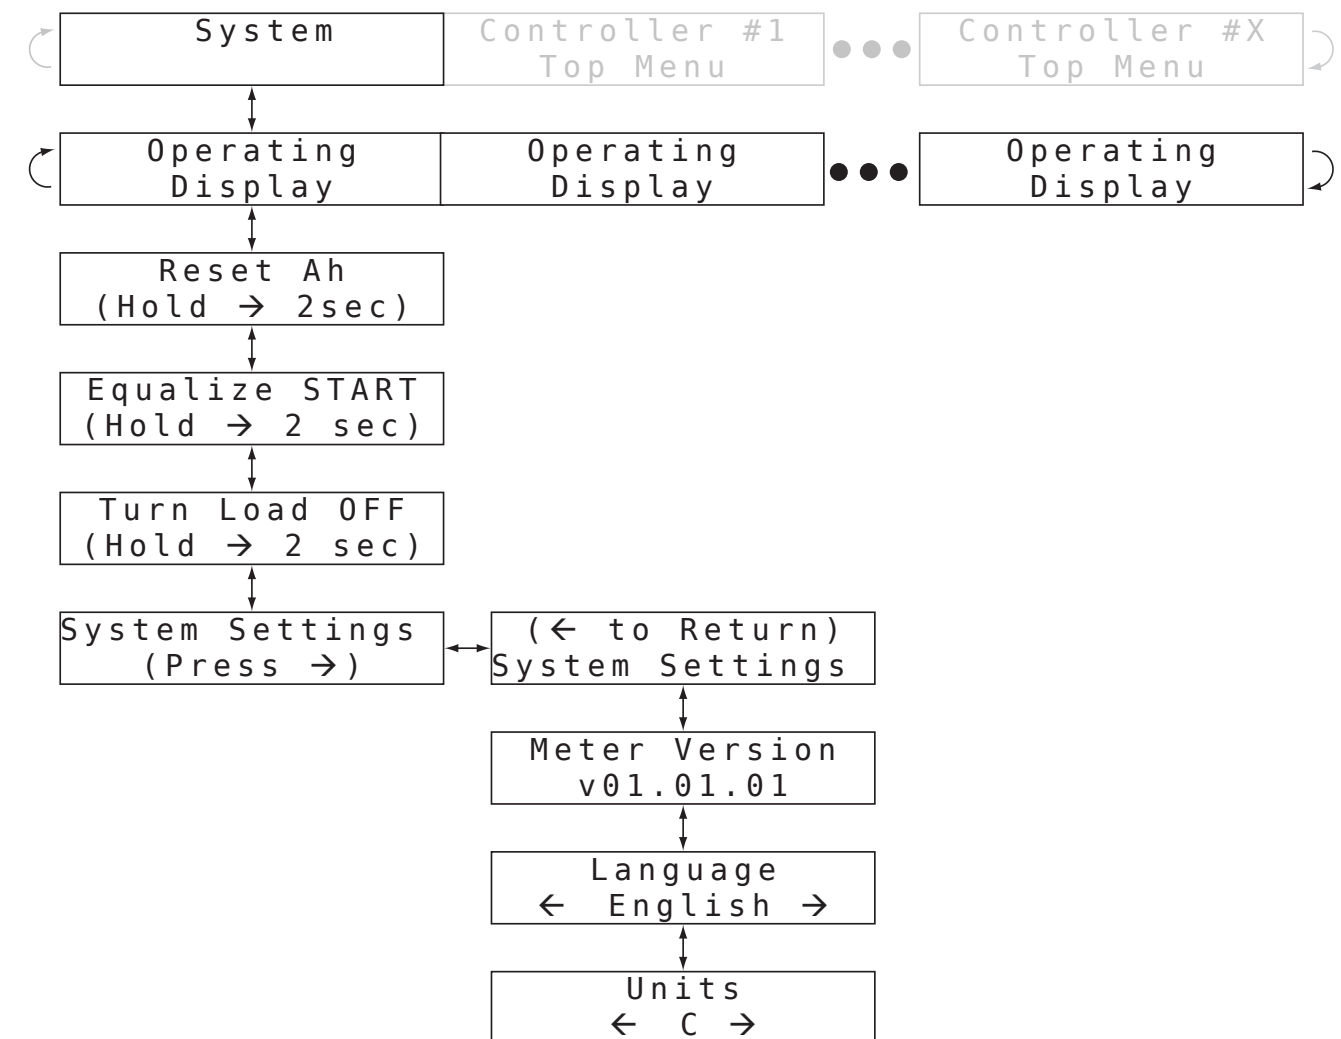 System
Controller #1
Top Menu
Controller #X
Top Menu
Operating
Display
Operating
Display
Operating
Display
Reset Ah
(Hold → 2sec)
Equalize START
(Hold → 2 sec)
Turn Load OFF
(Hold → 2 sec)
System Settings
(Press →)
(← to Return)
System Settings
Meter Version
v01.01.01
Language
← English →
Units
← C →